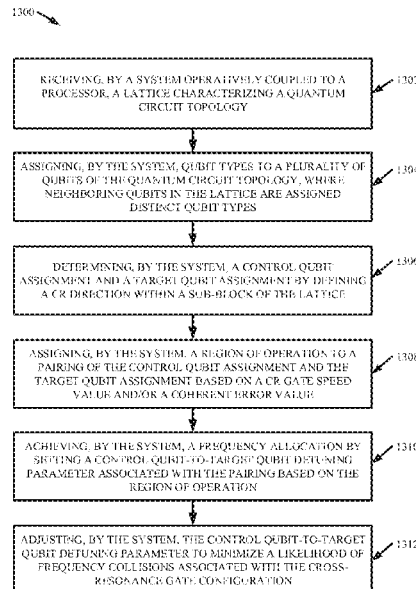 1300
RECEIVING, BY A SYSTEM OPERATIVELY COUPLED TO A
PROCESSOR, A LATTICE CHARACTERIZING A QUANTUM
CIRCUIT TOPOLOGY
1302
ASSIGNING, BY THE SYSTEM, QUBIT TYPES TO A PLURALITY OF
QUBITS OF THE QUANTUM CIRCUIT TOPOLOGY, WHERE
NEIGHBORING QUBITS IN THE LATTICE ARE ASSIGNED
DISTINCT QUBIT TYPES
1304
DETERMINING, BY THE SYSTEM, A CONTROL QUBIT
ASSIGNMENT AND A TARGET QUBIT ASSIGNMENT BY DEFINING
A CR DIRECTION WITHIN A SUB-BLOCK OF THE LATTICE
1306
ASSIGNING, BY THE SYSTEM, A REGION OF OPERATION TO A
PAIRING OF THE CONTROL QUBIT ASSIGNMENT AND THE
TARGET QUBIT ASSIGNMENT BASED ON A CR GATE SPEED
VALUE AND/OR A COHERENT ERROR VALUE
1308
ACHIEVING, BY THE SYSTEM, A FREQUENCY ALLOCATION BY
SETTING A CONTROL QUBIT-TO-TARGET QUBIT DETUNING
PARAMETER ASSOCIATED WITH THE PAIRING BASED ON THE
REGION OF OPERATION
1310
ADJUSTING, BY THE SYSTEM, THE CONTROL QUBIT-TO-TARGET
QUBIT DETUNING PARAMETER TO MINIMIZE A LIKELIHOOD OF
FREQUENCY COLLISIONS ASSOCIATED WITH THE CROSS-
RESONANCE GATE CONFIGURATION
1312